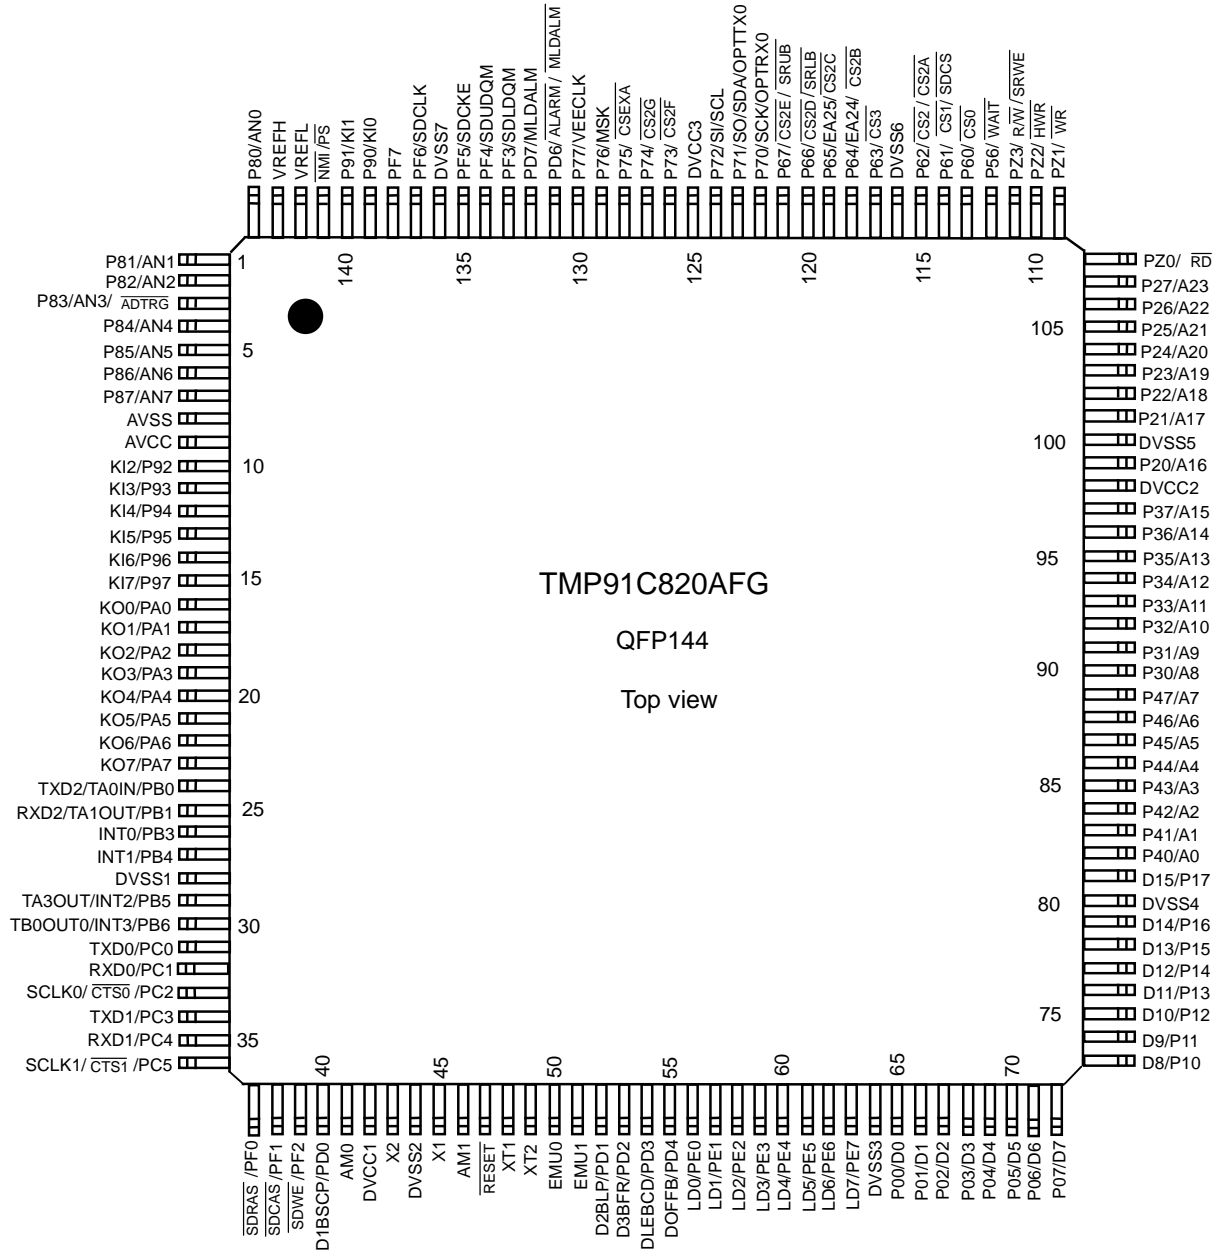 P80/AN0
VREFH
VREFL
NMI /PS
P91/KI1
P90/KI0
PF7
PF6/SDCLK
DVSS7
PF5/SDCKE
PF4/SDUDQM
PF3/SDLDQM
PD7/MLDALM
PD6/ ALARM / MLDALM
P77/VEECLK
P76/MSK
P75/ CSEXA
P74/ CS2G
P73/ CS2F
DVCC3
P72/SI/SCL
P71/SO/SDA/OPTTX0
P70/SCK/OPTRX0
P67/ CS2E / SRUB
P66/ CS2D / SRLB
P65/EA25/ CS2C
P64/EA24/ CS2B
P63/ CS3
DVSS6
P62/ CS2 / CS2A
P61/ CS1 / SDCS
P60/ CS0
P56/ WAIT
PZ3/ R/W / SRWE
PZ2/ HWR
PZ1/ WR
140
135
130
125
120
115
110
P81/AN1
P82/AN2
P83/AN3/ ADTRG
P84/AN4
P85/AN5
P86/AN6
P87/AN7
AVSS
AVCC
KI2/P92
KI3/P93
KI4/P94
KI5/P95
KI6/P96
KI7/P97
KO0/PA0
KO1/PA1
KO2/PA2
KO3/PA3
KO4/PA4
KO5/PA5
KO6/PA6
KO7/PA7
TXD2/TA0IN/PB0
RXD2/TA1OUT/PB1
INT0/PB3
INT1/PB4
DVSS1
TA3OUT/INT2/PB5
TB0OUT0/INT3/PB6
TXD0/PC0
RXD0/PC1
SCLK0/ CTS0 /PC2
TXD1/PC3
RXD1/PC4
SCLK1/ CTS1 /PC5
1
5
10
15
20
25
30
35
TMP91C820AFG
QFP144
Top view
105
100
95
90
85
80
75
PZ0/ RD
P27/A23
P26/A22
P25/A21
P24/A20
P23/A19
P22/A18
P21/A17
DVSS5
P20/A16
DVCC2
P37/A15
P36/A14
P35/A13
P34/A12
P33/A11
P32/A10
P31/A9
P30/A8
P47/A7
P46/A6
P45/A5
P44/A4
P43/A3
P42/A2
P41/A1
P40/A0
D15/P17
DVSS4
D14/P16
D13/P15
D12/P14
D11/P13
D10/P12
D9/P11
D8/P10
40
45
50
55
60
65
70
SDRAS /PF0
SDCAS /PF1
SDWE /PF2
D1BSCP/PD0
AM0
DVCC1
X2
DVSS2
X1
AM1
RESET
XT1
XT2
EMU0
EMU1
D2BLP/PD1
D3BFR/PD2
DLEBCD/PD3
DOFFB/PD4
LD0/PE0
LD1/PE1
LD2/PE2
LD3/PE3
LD4/PE4
LD5/PE5
LD6/PE6
LD7/PE7
DVSS3
P00/D0
P01/D1
P02/D2
P03/D3
P04/D4
P05/D5
P06/D6
P07/D7